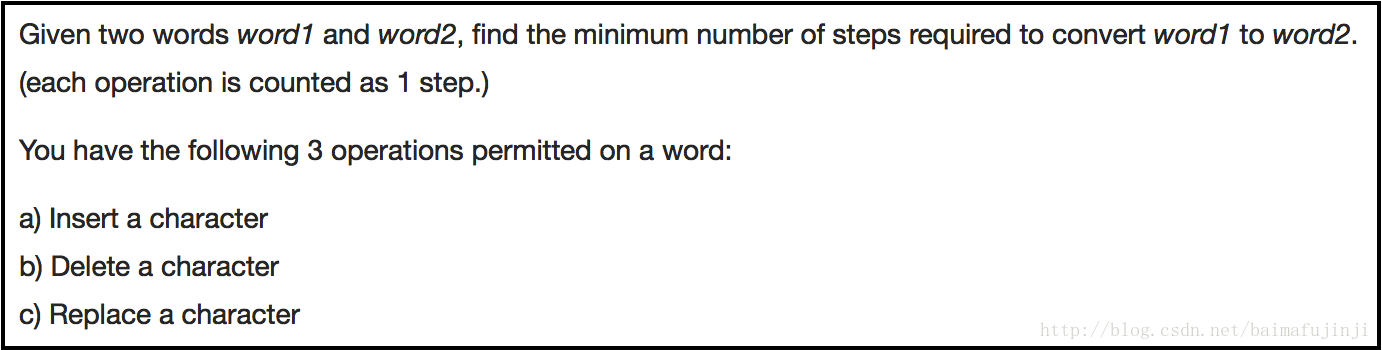 Given two words word1 and word2, find the minimum number of steps required to convert word1 to word2.
(each operation is counted as 1 step.)
You have the following 3 operations permitted on a word:
a) Insert a character
b) Delete a character
c) Replace a character
http://blog.csdn.net/baimafujinji